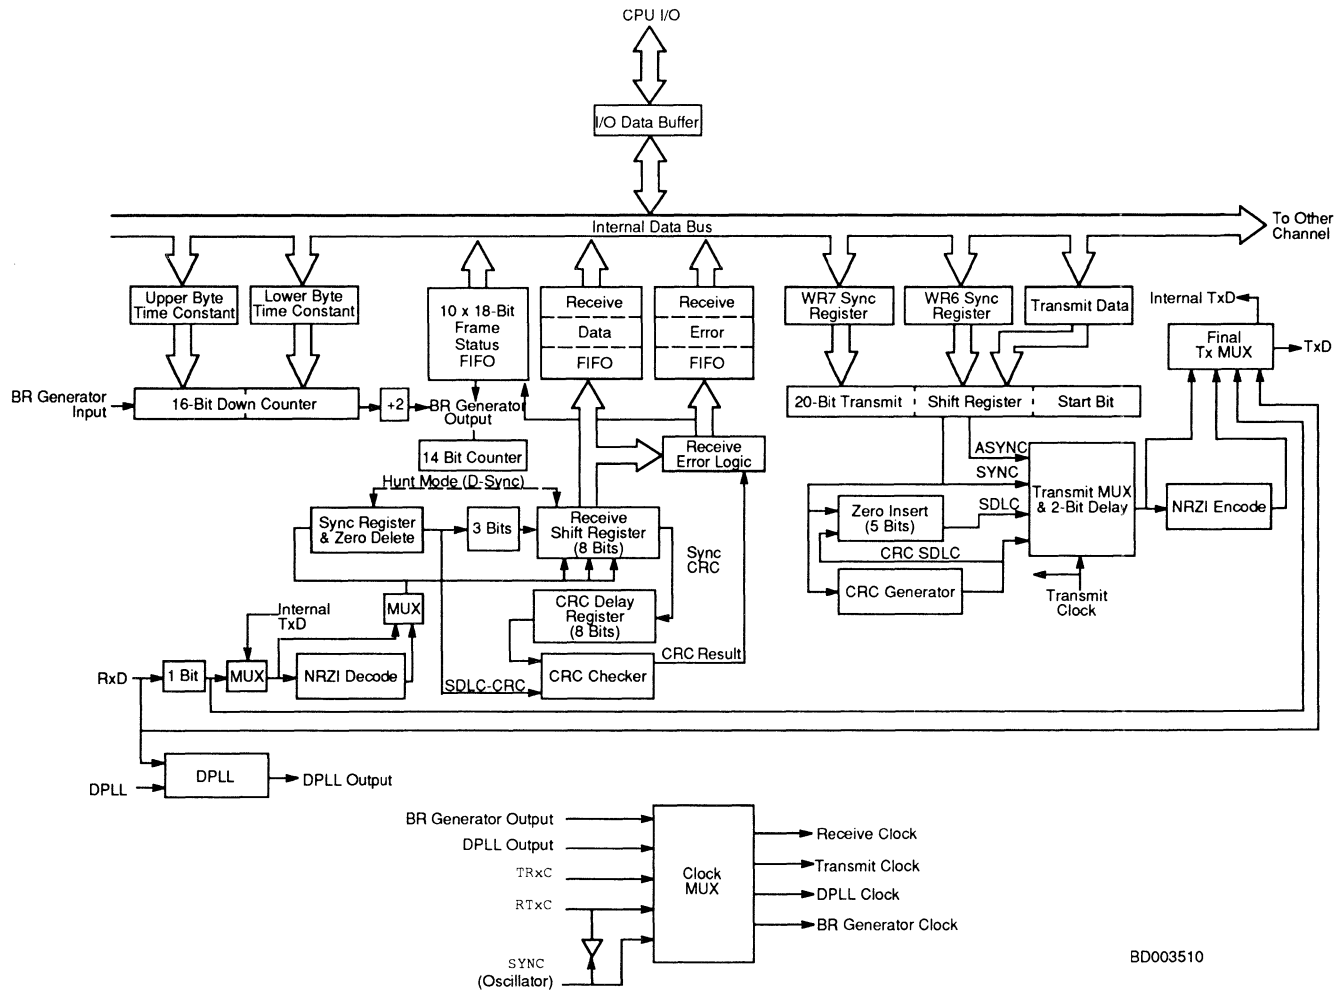 CPU I/O
I/O Data Buffer
Internal Data Bus
To Other
Channel
Upper Byte
Time Constant
Lower Byte
Time Constant
10 x 18-Bit
Frame
Status
FIFO
Receive
Data
FIFO
Receive
Error
FIFO
WR7 Sync
Register
WR6 Sync
Register
Transmit Data
Internal TxD
Final
Tx MUX
TxD
BR Generator
Input
16-Bit Down Counter
+2
BR Generator
Output
20-Bit Transmit
Shift Register
Start Bit
14 Bit Counter
Receive
Error Logic
ASYNC
SYNC
Hunt Mode (D-Sync)
Sync Register
& Zero Delete
3 Bits
Receive
Shift Register
(8 Bits)
Sync
CRC
Zero Insert
(5 Bits)
SDLC
Transmit MUX
& 2-Bit Delay
NRZI Encode
CRC SDLC
CRC Generator
Transmit
Clock
Internal
TxD
MUX
CRC Delay
Register
(8 Bits)
CRC Result
RxD
1 Bit
MUX
NRZI Decode
SDLC-CRC
CRC Checker
DPLL
DPLL
DPLL Output
BR Generator Output
DPLL Output
TRxC
RTxC
SYNC
(Oscillator)
Clock
MUX
Receive Clock
Transmit Clock
DPLL Clock
BR Generator Clock
BD003510